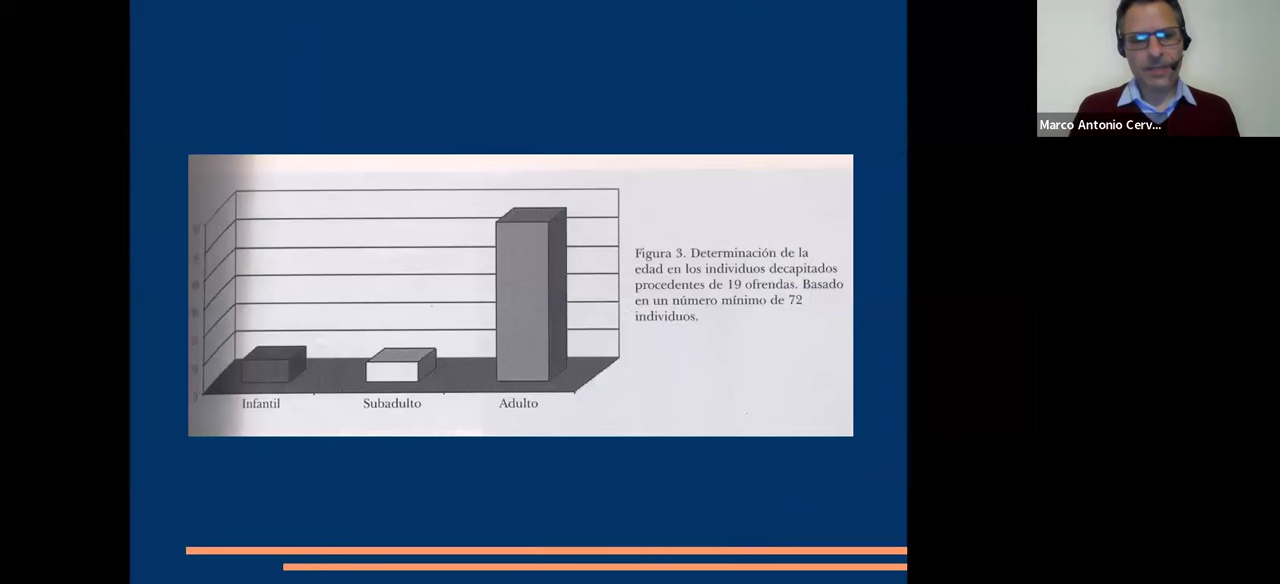 Marco Antonio Cerv...
Figura 3. Determinación de la
edad en los individuos decapitados
procedentes de 19 ofrendas. Basado
en un número mínimo de 72
individuos.
Infantil
Subadulto
Adulto